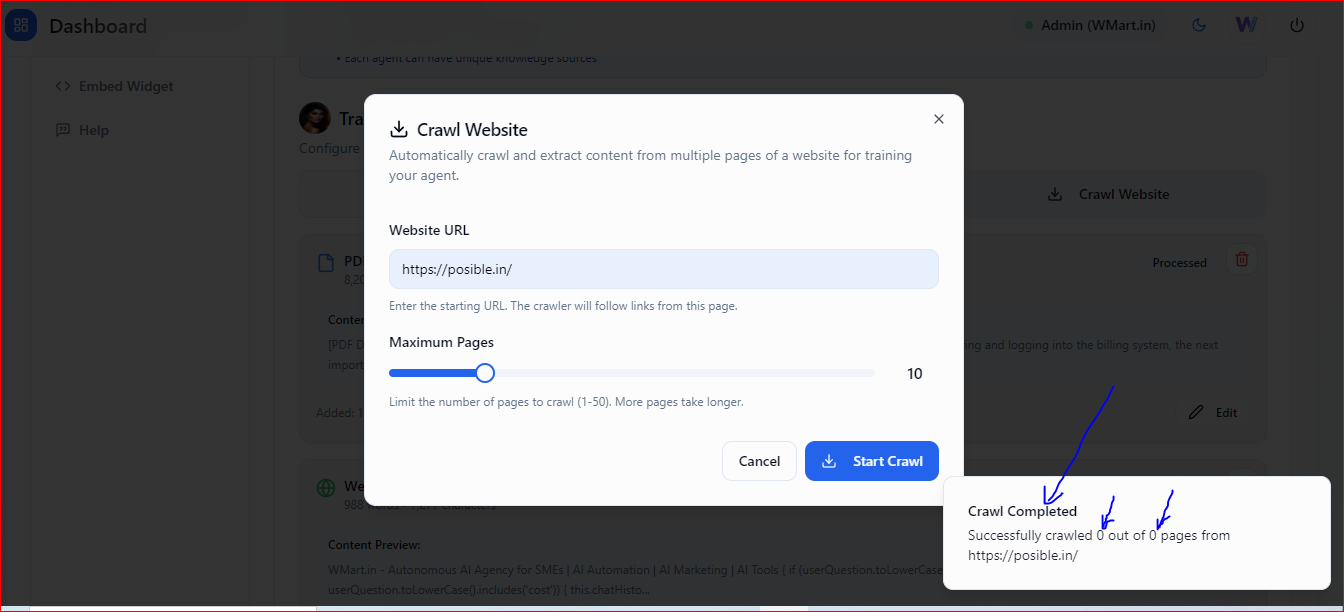 Dashboard
Admin (WMart.in)
W
• Each agent can have unique knowledge sources
Embed Widget
Help
Tra
Configure
Crawl Website
Crawl Website
Automatically crawl and extract content from multiple pages of a website for training
your agent.
Website URL
https://posible.in/
Enter the starting URL. The crawler will follow links from this page.
Maximum Pages
10
Limit the number of pages to crawl (1-50). More pages take longer.
Cancel
Start Crawl
PD
8,20
Processed
Conten
[PDF D
ing and logging into the billing system, the next
import
Added: 1
Edit
We
988 words • 7,277 characters
Content Preview:
WMart.in - Autonomous AI Agency for SMEs | AI Automation | AI Marketing | AI Tools { if (userQuestion.toLowerCase
userQuestion.toLowerCase().includes('cost')) { this.chatHisto...
Crawl Completed
Successfully crawled 0 out of 0 pages from
https://posible.in/